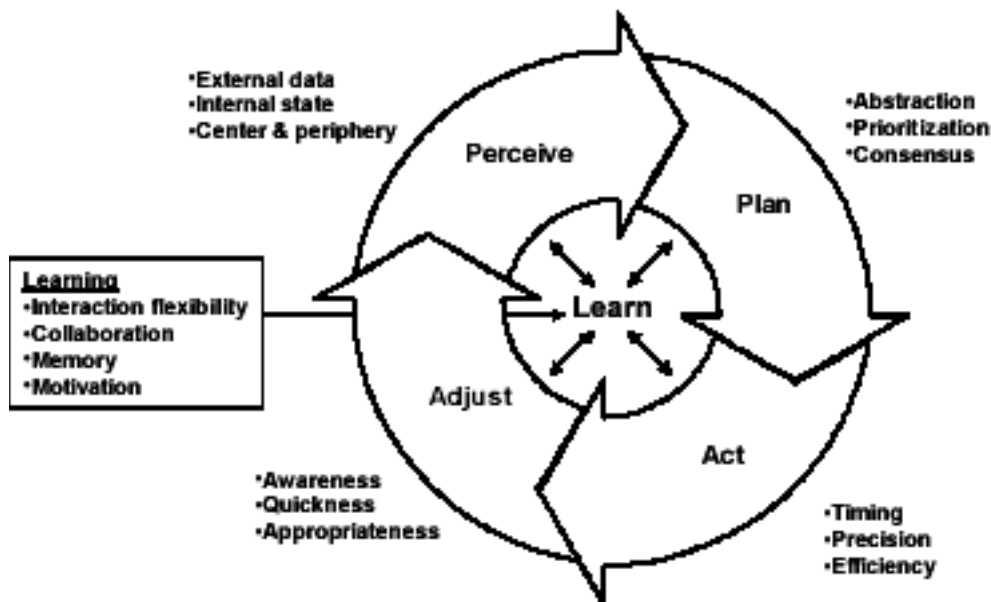 •External data
•Internal state
•Center & periphery
Perceive
•Abstraction
•Prioritization
•Consensus
Plan
Learning
•Interaction flexibility
•Collaboration
•Memory
•Motivation
Learn
Adjust
Act
•Awareness
•Quickness
•Appropriateness
•Timing
•Precision
•Efficiency